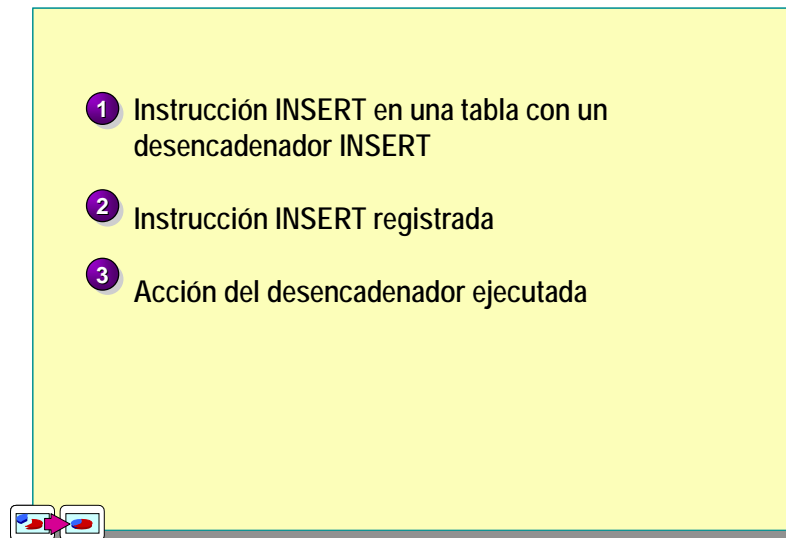 1 Instrucción INSERT en una tabla con un
desencadenador INSERT
2 Instrucción INSERT registrada
3 Acción del desencadenador ejecutada